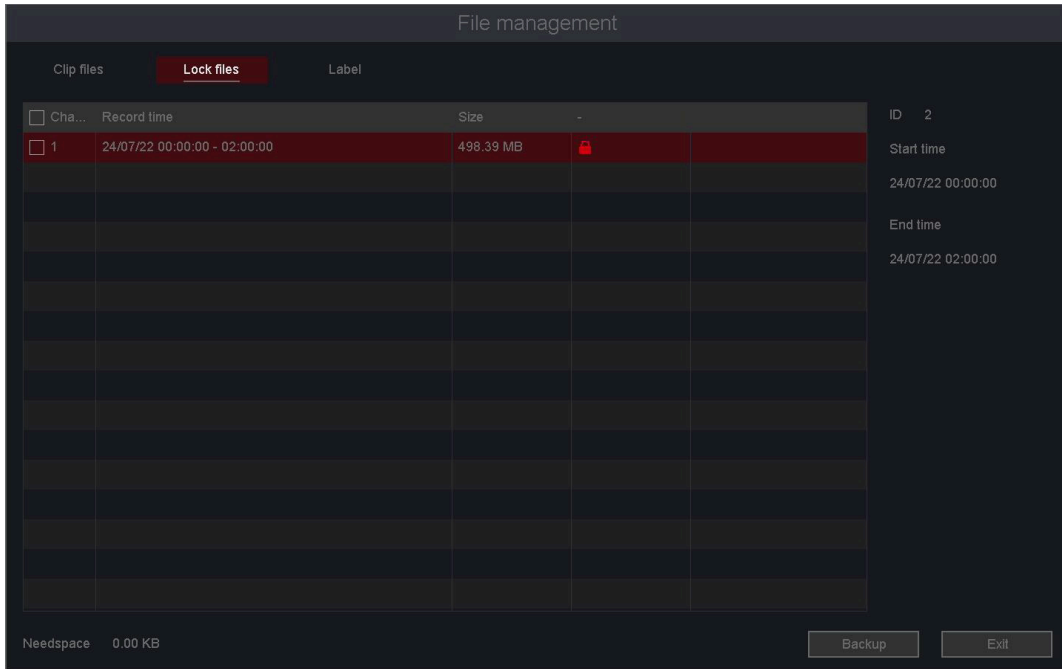 File management
Clip files Lock files Label
Cha... Record time Size -
1 24/07/22 00:00:00 - 02:00:00 498.39 MB
ID 2
Start time
24/07/22 00:00:00
End time
24/07/22 02:00:00
Needspace 0.00 KB
Backup Exit